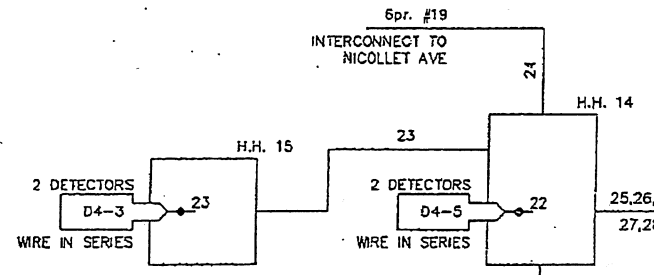 6pr. #19
INTERCONNECT TO
NICOLLET AVE
24
H.H. 14
H.H. 15
23
2 DETECTORS
D4-3
23
WIRE IN SERIES
2 DETECTORS
D4-5
22
WIRE IN SERIES
25,26,
27,28